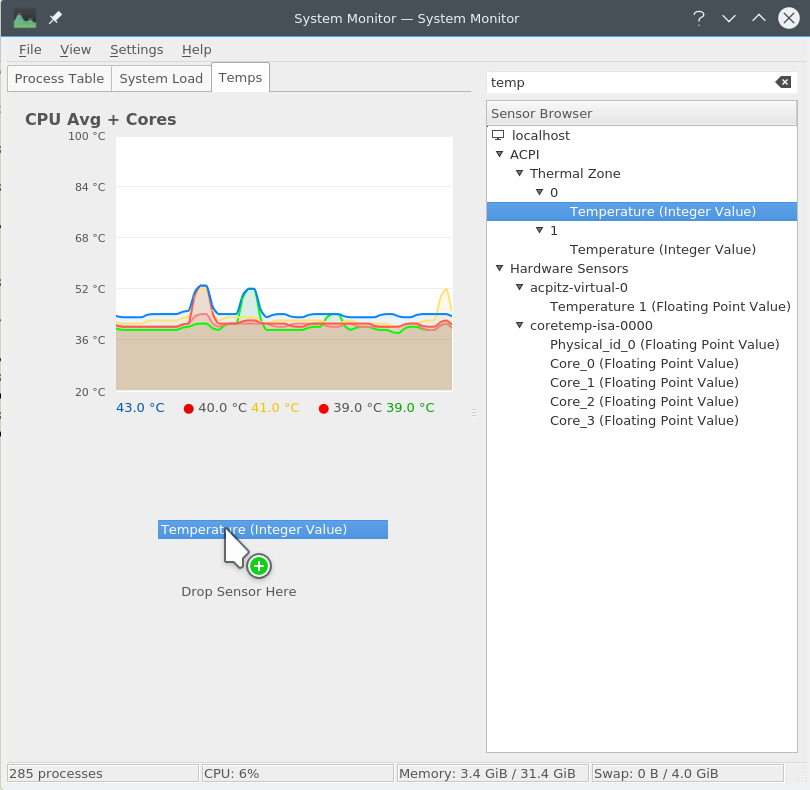 System Monitor — System Monitor
File View Settings Help
Process Table System Load Temps
temp
Sensor Browser
CPU Avg + Cores
100 °C
84 °C
68 °C
52 °C
36 °C
20 °C
43.0 °C 40.0 °C 41.0 °C 39.0 °C 39.0 °C
Temperature (Integer Value)
Drop Sensor Here
localhost
ACPI
Thermal Zone
0
Temperature (Integer Value)
1
Temperature (Integer Value)
Hardware Sensors
acpitz-virtual-0
Temperature 1 (Floating Point Value)
coretemp-isa-0000
Physical_id_0 (Floating Point Value)
Core_0 (Floating Point Value)
Core_1 (Floating Point Value)
Core_2 (Floating Point Value)
Core_3 (Floating Point Value)
285 processes CPU: 6% Memory: 3.4 GiB / 31.4 GiB Swap: 0 B / 4.0 GiB